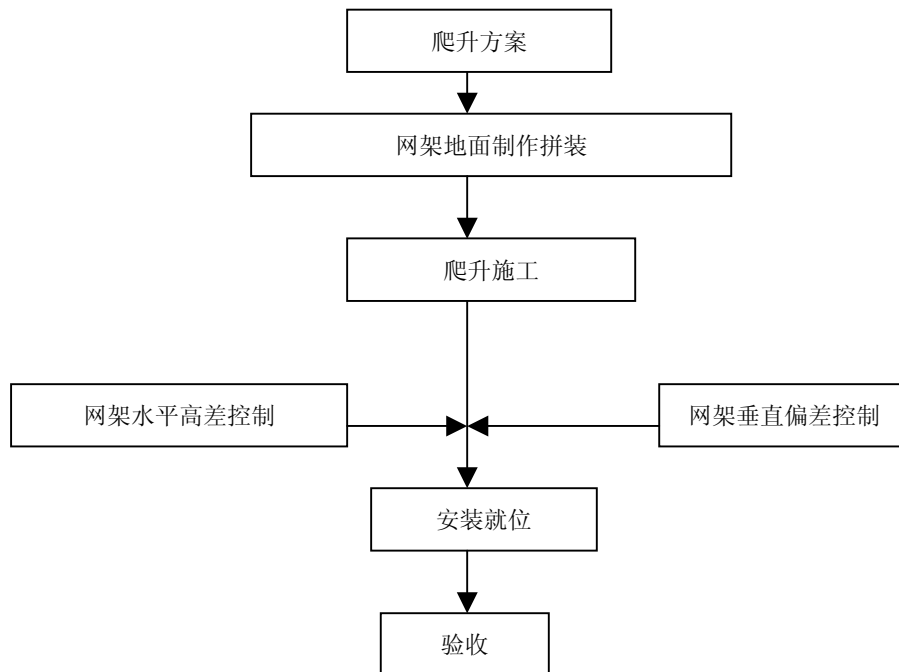 爬升方案
网架地面制作拼装
爬升施工
网架水平高差控制
网架垂直偏差控制
安装就位
验收